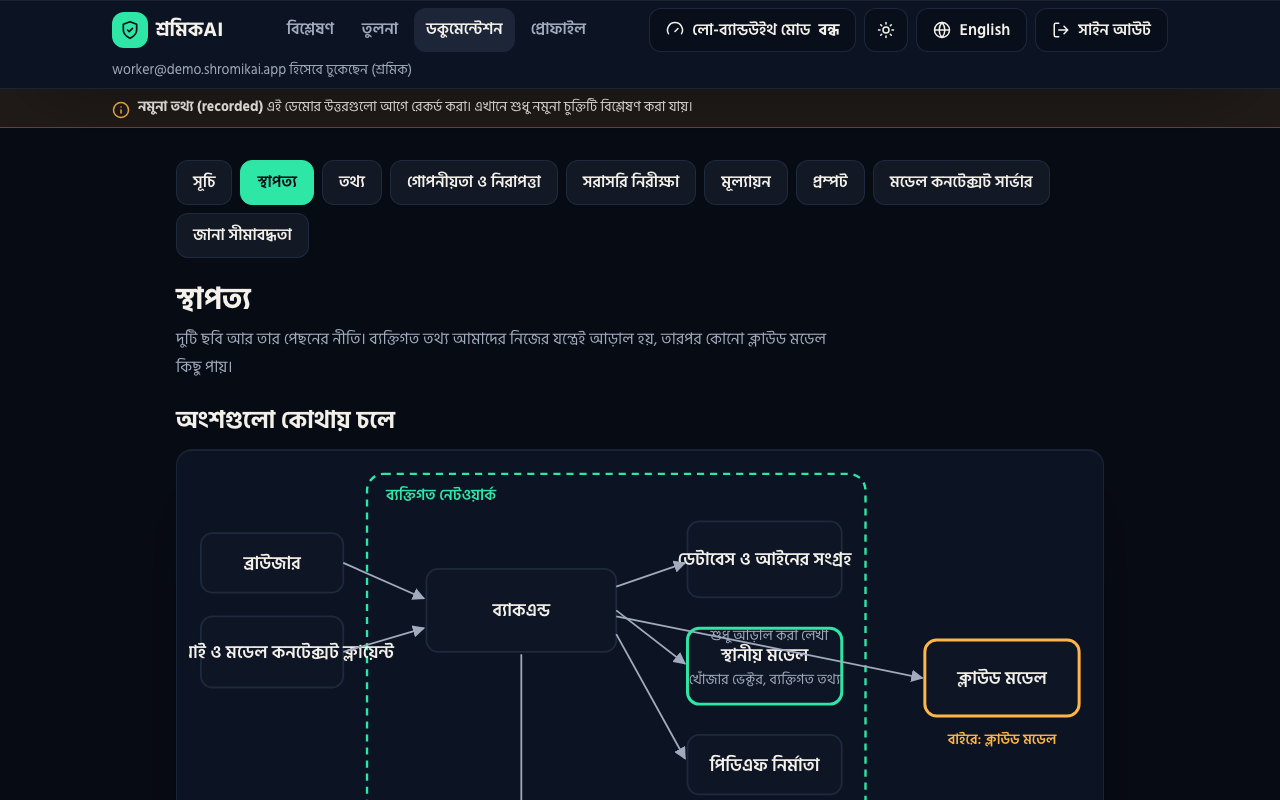 শ্রমিকAI
বিশ্লেষণ
তুলনা
ডকুমেন্টেশন
প্রোফাইল
লো-ব্যান্ডউইথ মোড বন্ধ
English
সাইন আউট
worker@demo.shromikai.app হিসেবে ঢুকেছেন (শ্রমিক)
নমুনা তথ্য (recorded) এই ডেমোর উত্তরগুলো আগে রেকর্ড করা। এখানে শুধু নমুনা চুক্তিটি বিশ্লেষণ করা যায়।
সূচি
স্থাপত্য
তথ্য
গোপনীয়তা ও নিরাপত্তা
সরাসরি নিরীক্ষা
মূল্যায়ন
প্রম্পট
মডেল কনটেক্সট সার্ভার
জানা সীমাবদ্ধতা
স্থাপত্য
দুটি ছবি আর তার পেছনের নীতি। ব্যক্তিগত তথ্য আমাদের নিজের যন্ত্রেই আড়াল হয়, তারপর কোনো ক্লাউড মডেল
কিছু পায়।
অংশগুলো কোথায় চলে
ব্যক্তিগত নেটওয়ার্ক
ব্রাউজার
ডেটাবেস ও আইনের সংগ্রহ
ব্যাকএন্ড
শুধু আড়াল করা লেখা
ও মডেল কনটেক্সট ক্লায়েন্ট
স্থানীয় মডেল
খোঁজার ভেক্টর, ব্যক্তিগত তথ্য
ক্লাউড মডেল
বাইরে: ক্লাউড মডেল
পিডিএফ নির্মাতা